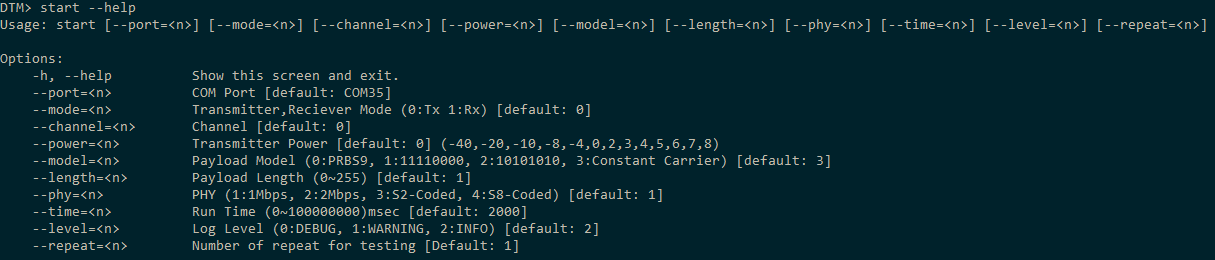 DTM> start --help
Usage: start [--port=<n>] [--mode=<n>] [--channel=<n>] [--power=<n>] [--model=<n>] [--length=<n>] [--phy=<n>] [--time=<n>] [--level=<n>] [--repeat=<n>]
Options:
-h, --help Show this screen and exit.
--port=<n> COM Port [default: COM35]
--mode=<n> Transmitter,Reciever Mode (0:Tx 1:Rx) [default: 0]
--channel=<n> Channel [default: 0]
--power=<n> Transmitter Power [default: 0] (-40,-20,-10,-8,-4,0,2,3,4,5,6,7,8)
--model=<n> Payload Model (0:PRBS9, 1:11110000, 2:10101010, 3:Constant Carrier) [default: 3]
--length=<n> Payload Length (0~255) [default: 1]
--phy=<n> PHY (1:1Mbps, 2:2Mbps, 3:S2-Coded, 4:S8-Coded) [default: 1]
--time=<n> Run Time (0~100000000)msec [default: 2000]
--level=<n> Log Level (0:DEBUG, 1:WARNING, 2:INFO) [default: 2]
--repeat=<n> Number of repeat for testing [Default: 1]